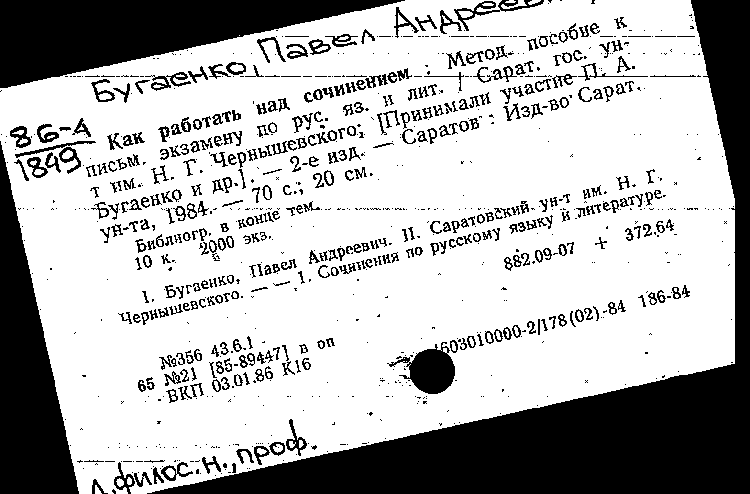 Бугаенко, Павел Андреевич
86-4
1849
Как работать над сочинением : Метод. пособие к
письм. экзамену по рус. яз. и лит. / Сарат. гос. ун-
т им. Н. Г. Чернышевского; [Принимали участие П. А.
Бугаенко и др.]. — 2-е изд. — Саратов : Изд-во Сарат.
ун-та, 1984. — 70 с.; 20 см.
Библиогр. в конце тем.
10 к. 2000 экз.
I. Бугаенко, Павел Андреевич. II. Саратовский ун-т им. Н. Г.
Чернышевского. — — 1. Сочинения по русскому языку и литературе.
882.09-07 + 372.64
№356 43.6.1
65 №21 [85-89447] в оп
ВКП 03.01.86 К16
4603010000-2/178(02)-84 186-84
д.филос.н., проф.